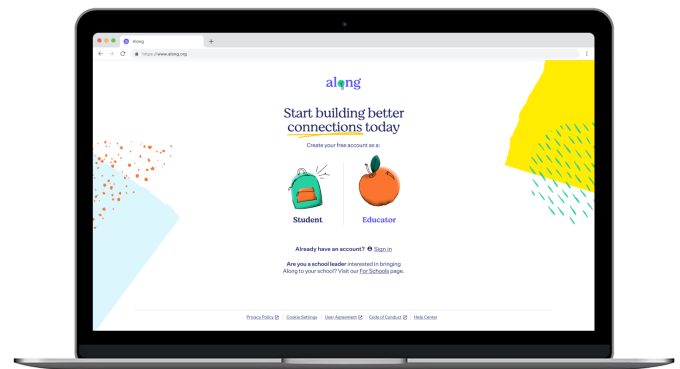 Along
https://www.along.org
along
Start building better
connections today
Create your free account as a:
Student
Educator
Already have an account? Sign in
Are you a school leader interested in bringing
Along to your school? Visit our For Schools page.
Privacy Policy
Cookie Settings
User Agreement
Code of Conduct
Help Center